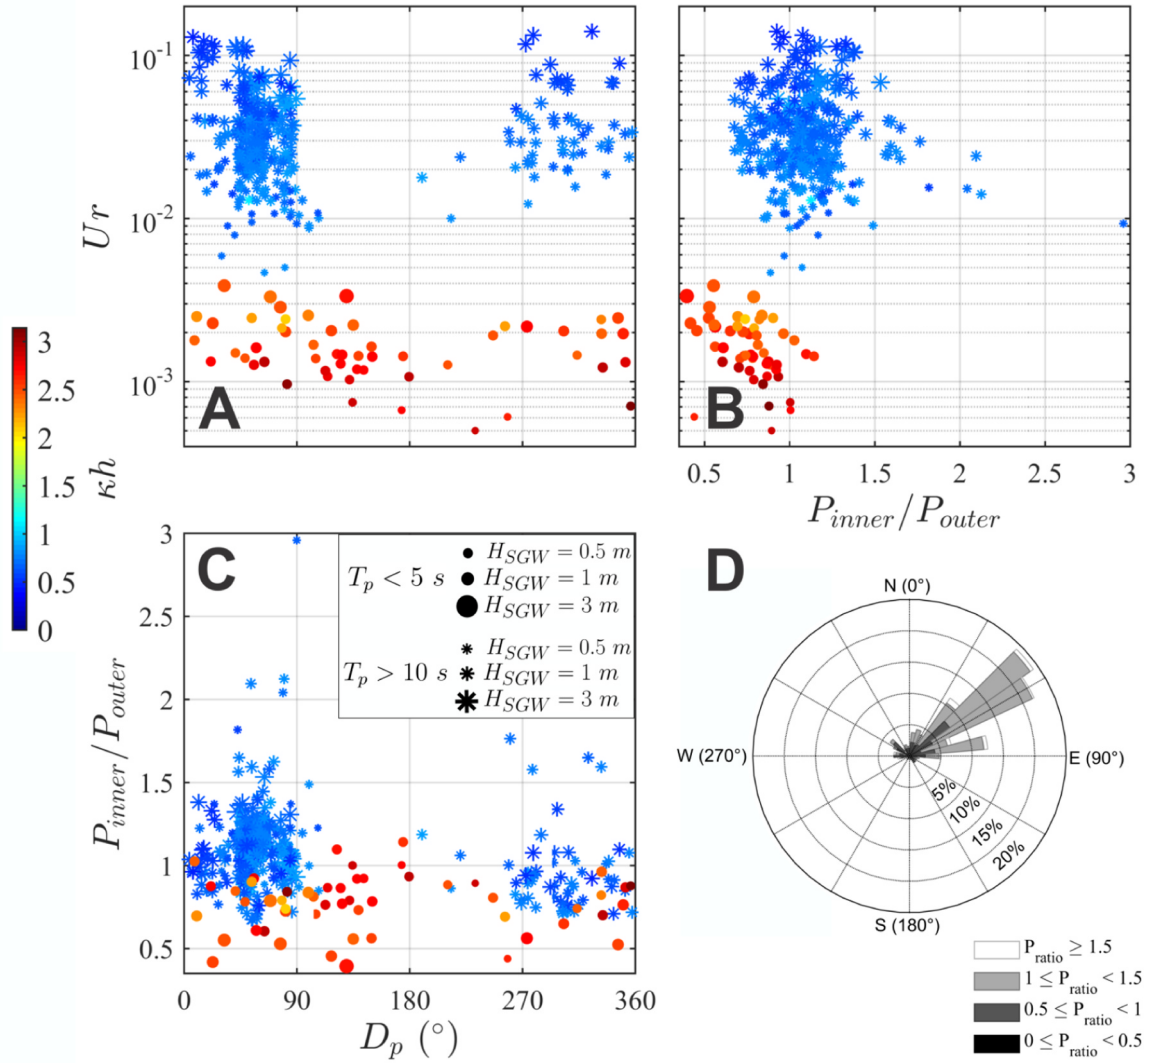 10⁻¹
10⁻²
10⁻³
Ur
A
B
0.5
1
1.5
2
2.5
3
P_inner/P_outer
3
2.5
2
1.5
1
0.5
0
κh
3
2.5
2
1.5
1
0.5
P_inner/P_outer
C
T_p < 5 s
H_SGW = 0.5 m
H_SGW = 1 m
H_SGW = 3 m
T_p > 10 s
H_SGW = 0.5 m
H_SGW = 1 m
H_SGW = 3 m
0
90
180
270
360
D_p (°)
D
N (0°)
W (270°)
E (90°)
S (180°)
5%
10%
15%
20%
P_ratio ≥ 1.5
1 ≤ P_ratio < 1.5
0.5 ≤ P_ratio < 1
0 ≤ P_ratio < 0.5